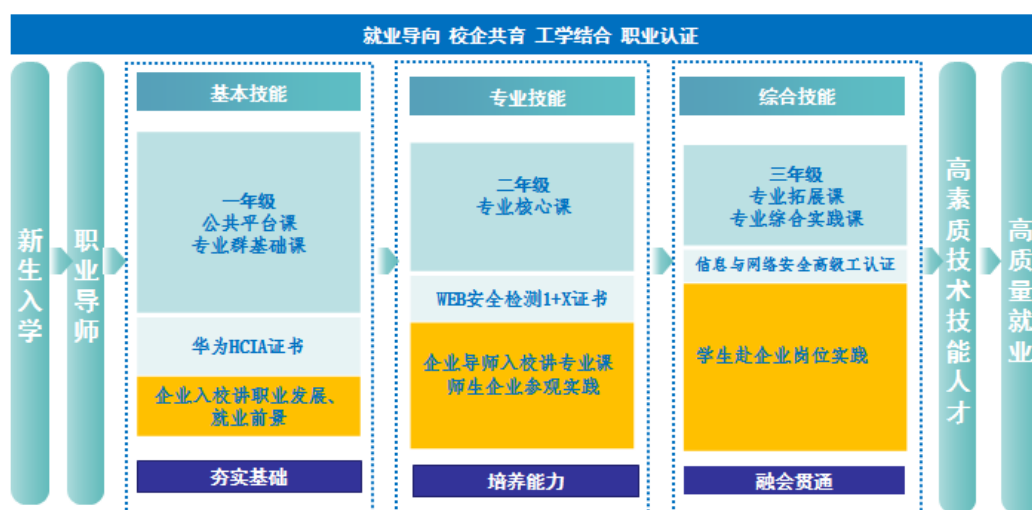 就业导向 校企共育 工学结合 职业认证
新生入学
职业导师
基本技能
一年级
公共平台课
专业群基础课
华为HCIA证书
企业入校讲职业发展、
就业前景
夯实基础
专业技能
二年级
专业核心课
WEB安全检测1+X证书
企业导师入校讲专业课
师生企业参观实践
培养能力
综合技能
三年级
专业拓展课
专业综合实践课
信息与网络安全高级工认证
学生赴企业岗位实践
融会贯通
高素质技术技能人才
高质量就业